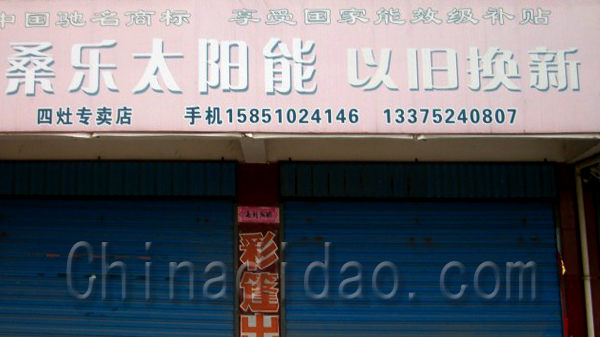 中国驰名商标 享受国家能效级补贴
桑乐太阳能 以旧换新
四灶专卖店 手机15851024146 13375240807
彩篷出
Chinaqidao.com